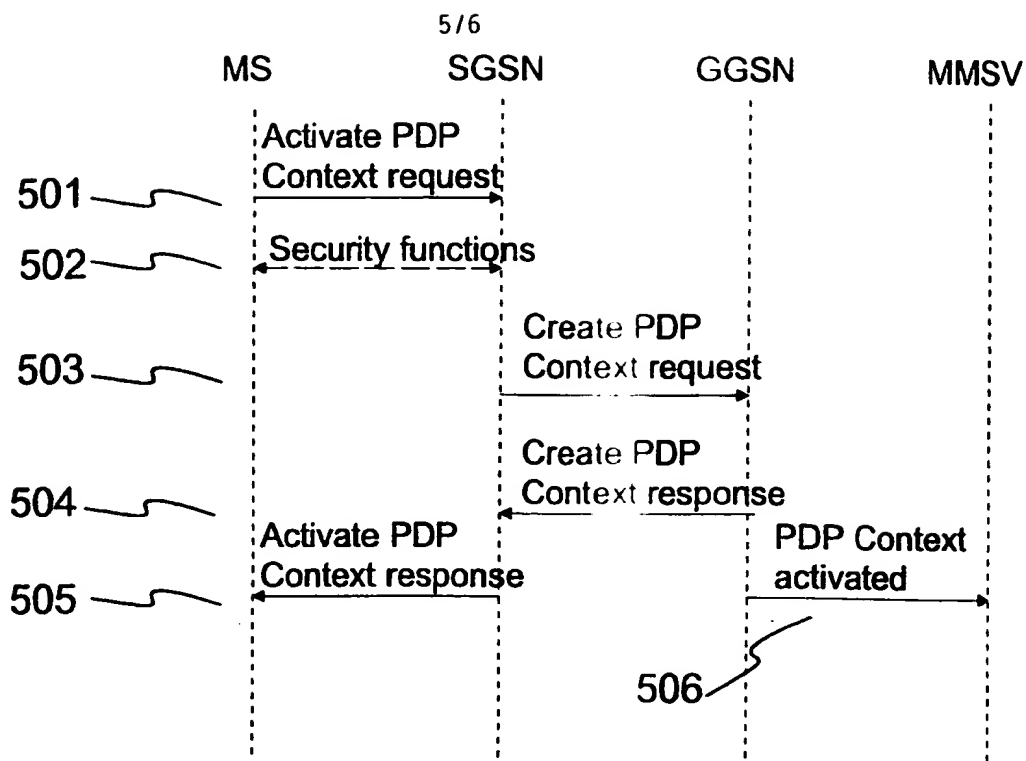 5/6
MS SGSN GGSN MMSV
Activate PDP
Context request
501
Security functions
502
Create PDP
Context request
503
Create PDP
Context response
504
Activate PDP
Context response
505
PDP Context
activated
506